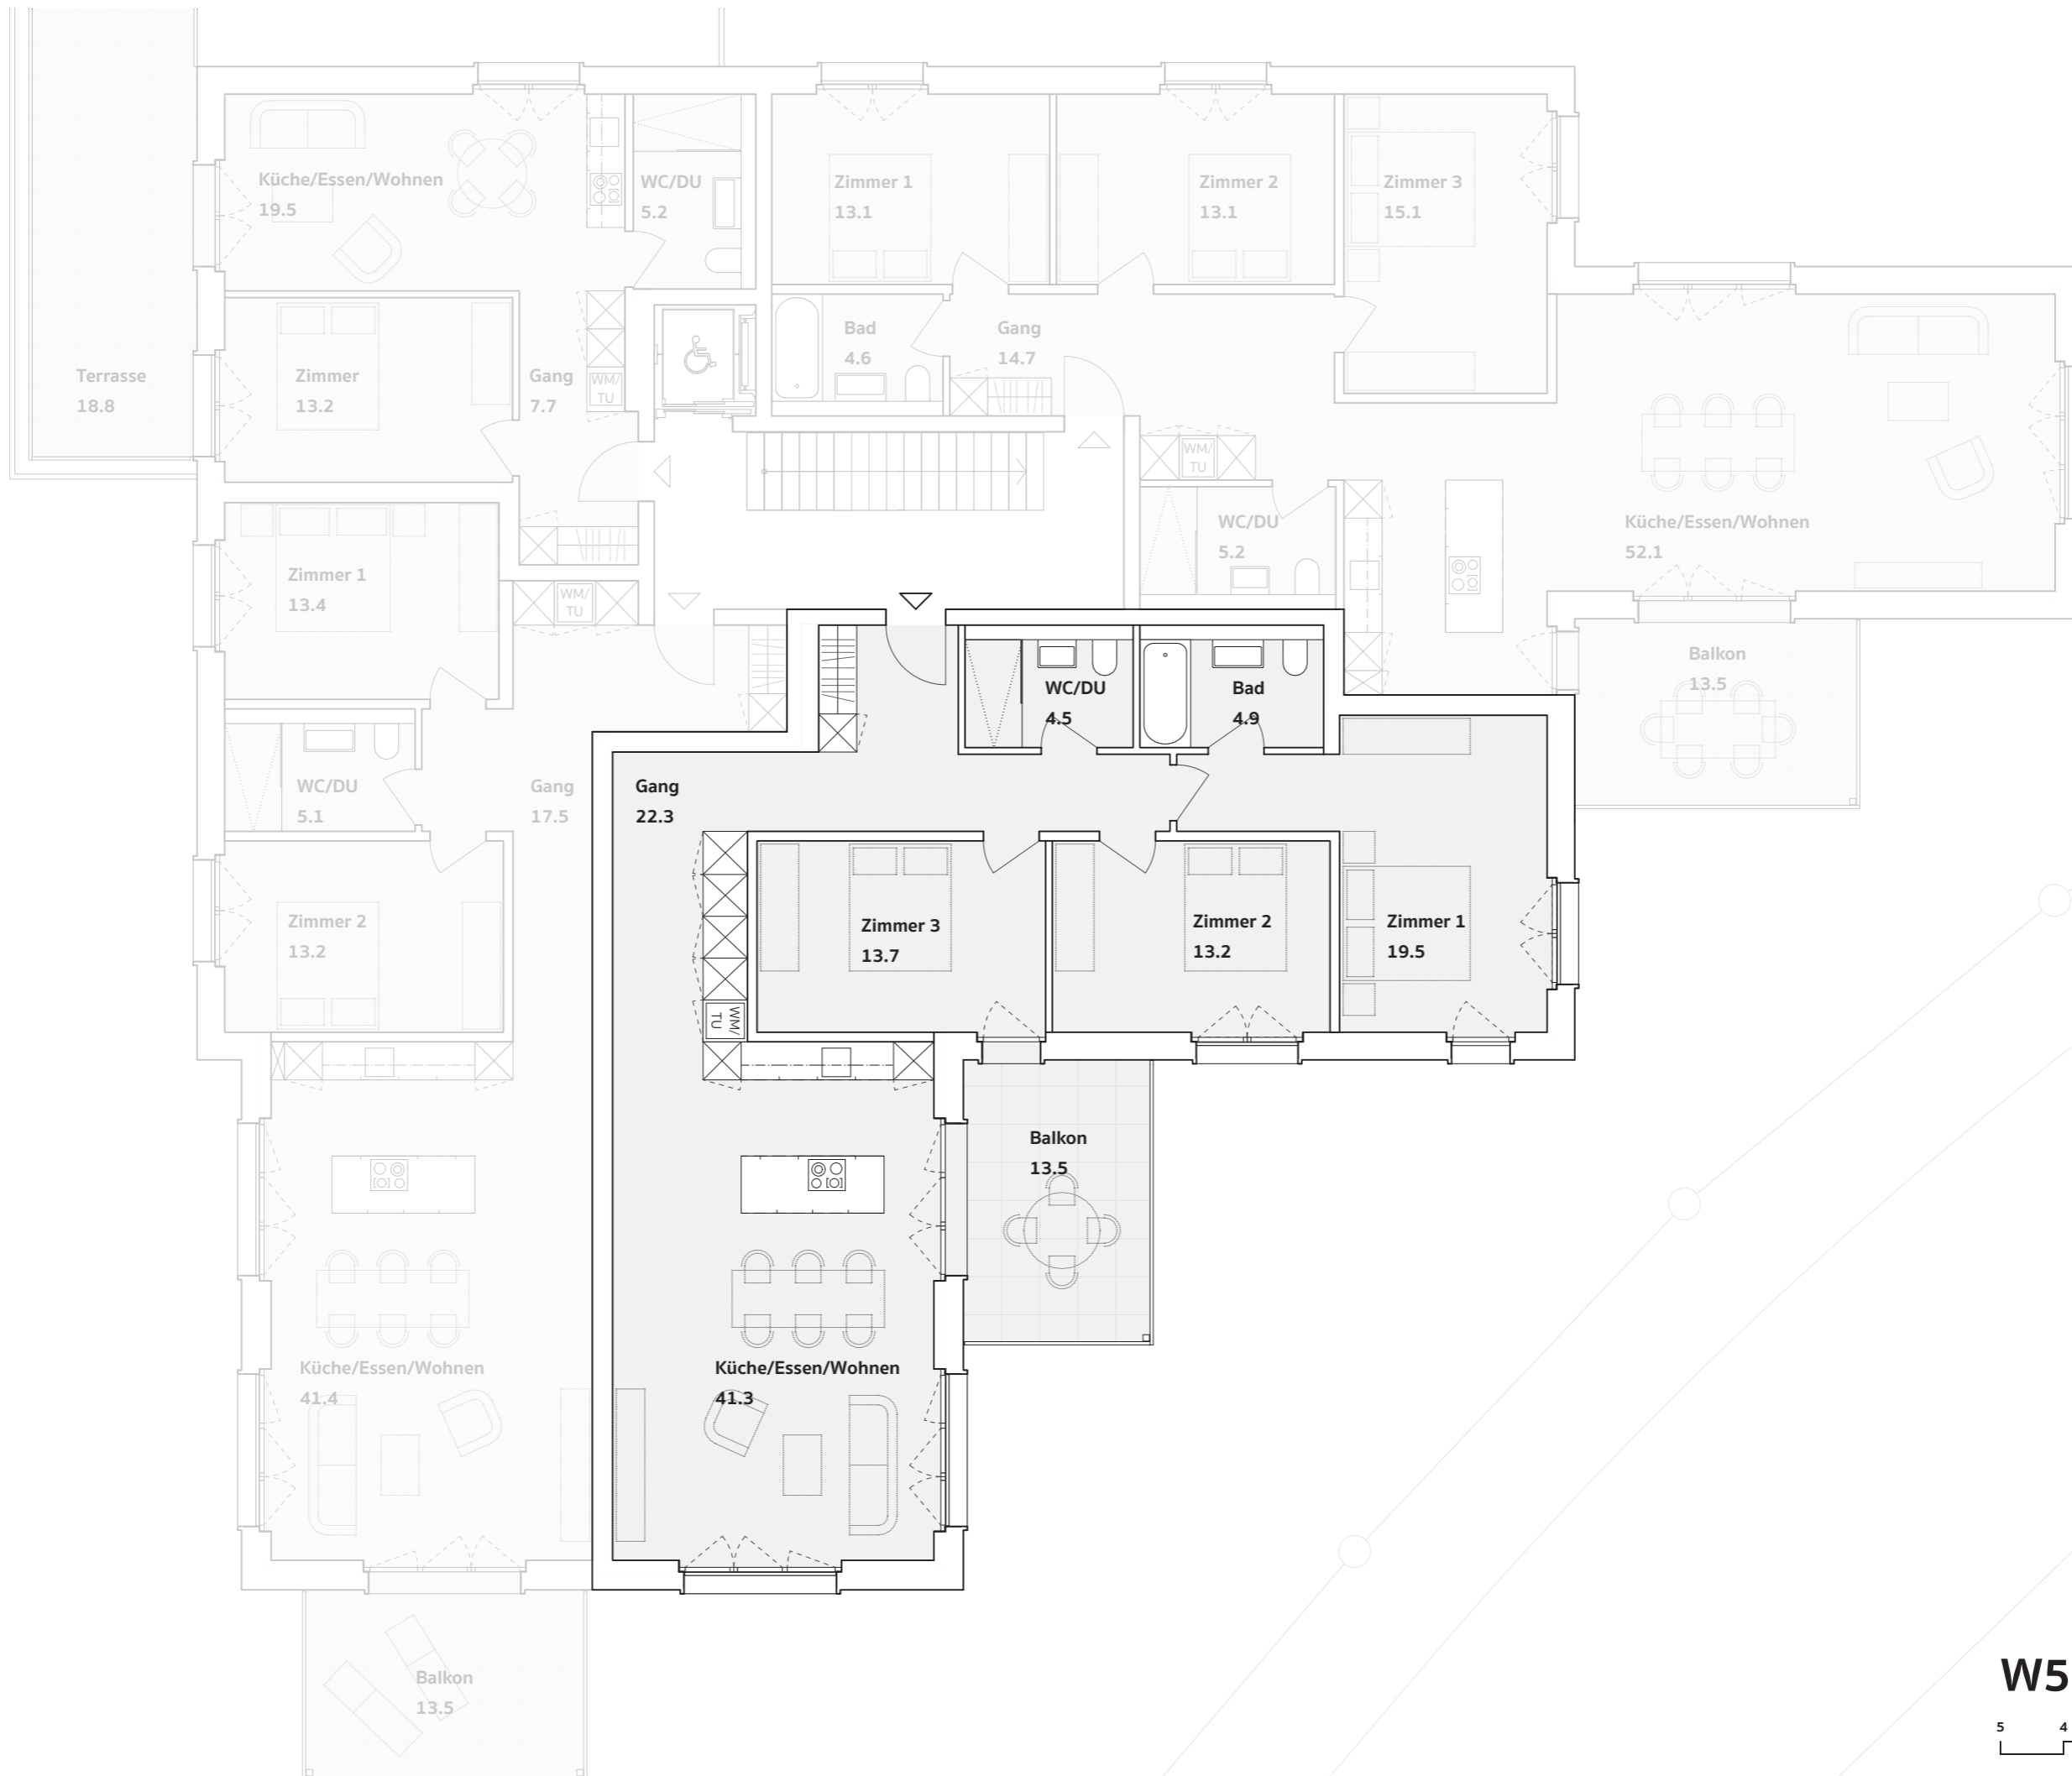 Küche/Essen/Wohnen
19.5
WC/DU
5.2
Zimmer 1
13.1
Zimmer 2
13.1
Zimmer 3
15.1
Terrasse
18.8
Zimmer
13.2
Gang
7.7
WM/
TU
Bad
4.6
Gang
14.7
WM/
TU
WC/DU
5.2
Küche/Essen/Wohnen
52.1
Balkon
13.5
Zimmer 1
13.4
WM/
TU
WC/DU
5.1
Gang
17.5
Zimmer 2
13.2
Küche/Essen/Wohnen
41.4
Balkon
13.5
WC/DU
4.5
Bad
4.9
Gang
22.3
Zimmer 3
13.7
Zimmer 2
13.2
Zimmer 1
19.5
WM/
TU
Balkon
13.5
Küche/Essen/Wohnen
41.3
W5
5 4